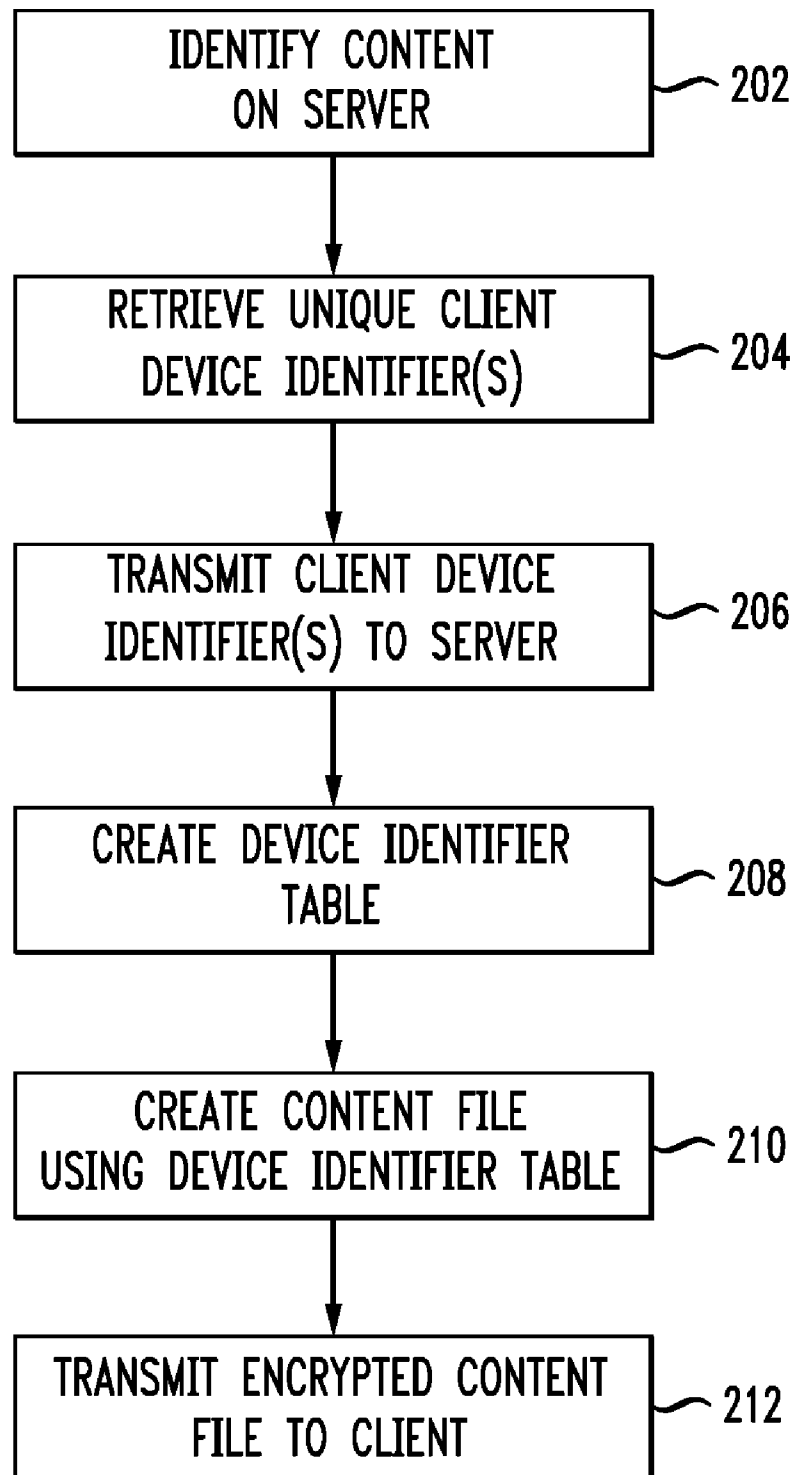 IDENTIFY CONTENT
ON SERVER
202
RETRIEVE UNIQUE CLIENT
DEVICE IDENTIFIER(S)
204
TRANSMIT CLIENT DEVICE
IDENTIFIER(S) TO SERVER
206
CREATE DEVICE IDENTIFIER
TABLE
208
CREATE CONTENT FILE
USING DEVICE IDENTIFIER TABLE
210
TRANSMIT ENCRYPTED CONTENT
FILE TO CLIENT
212